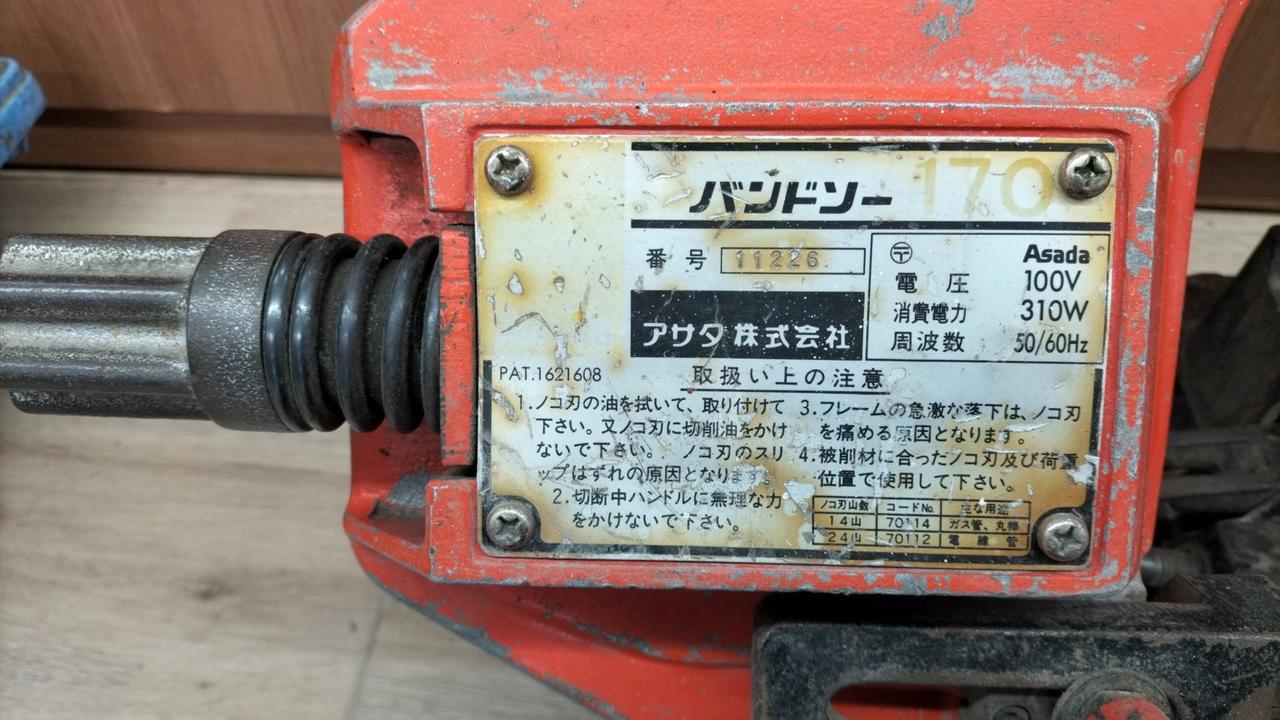 バンドソー 170
番号 11226
アサダ株式会社
〒 Asada
電圧 100V
消費電力 310W
周波数 50/60Hz
PAT.1621608
取扱い上の注意
1.ノコ刃の油を拭いて、取り付けて
下さい。又ノコ刃に切削油をかけ
ないで下さい。 ノコ刃のスリ
ップはずれの原因となります。
2.切断中ハンドルに無理な力
をかけないで下さい。
3.フレームの急激な落下は、ノコ刃
を痛める原因となります。
4.被削材に合ったノコ刃及び荷重
位置で使用して下さい。
ノコ刃山数 コードNo. 主な用途
14山 70114 ガス管、丸棒
24山 70112 電線管